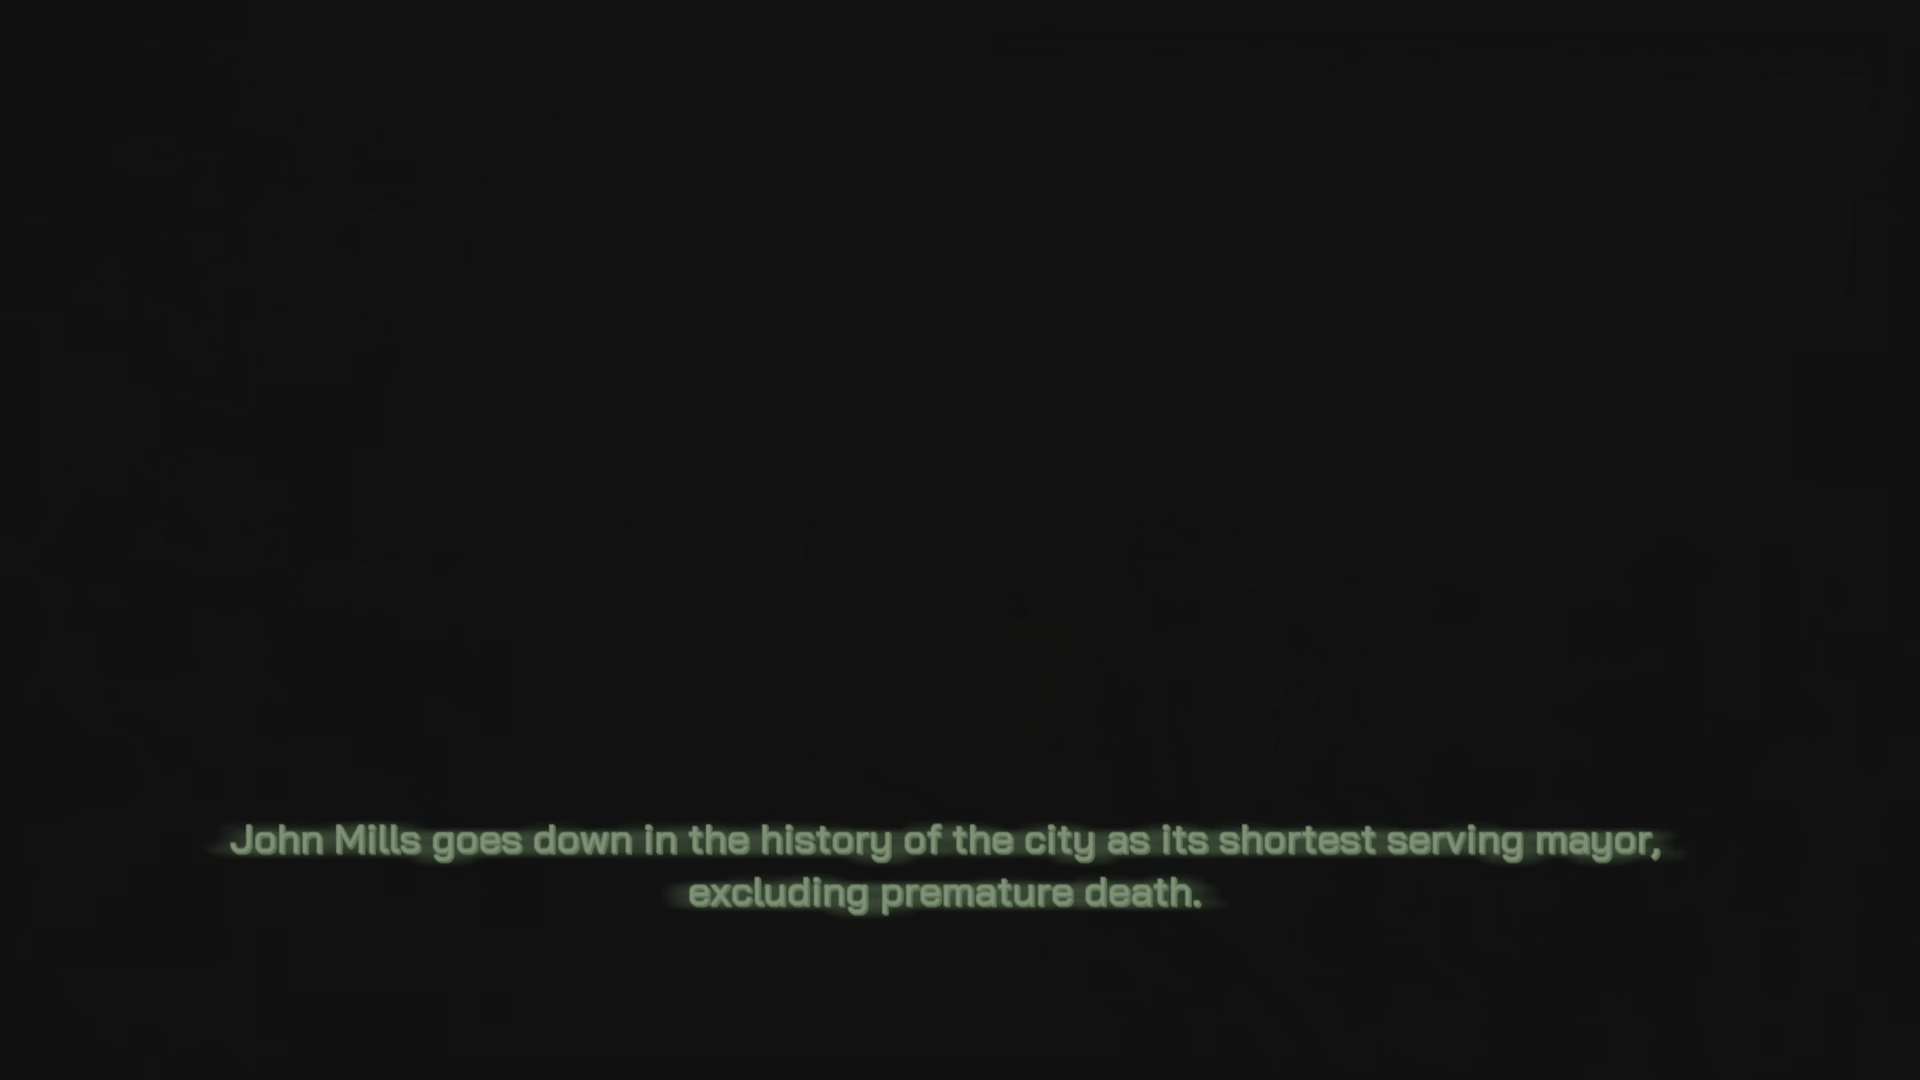 John Mills goes down in the history of the city as its shortest serving mayor,
excluding premature death.